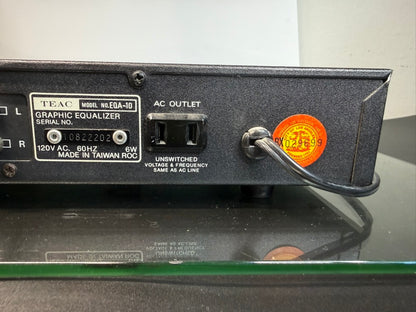 TEAC MODEL NO. EQA-10
GRAPHIC EQUALIZER
SERIAL NO.
10822202
120V AC. 60HZ 6W
MADE IN TAIWAN ROC
L
R
AC OUTLET
UNSWITCHED
VOLTAGE & FREQUENCY
SAME AS AC LINE